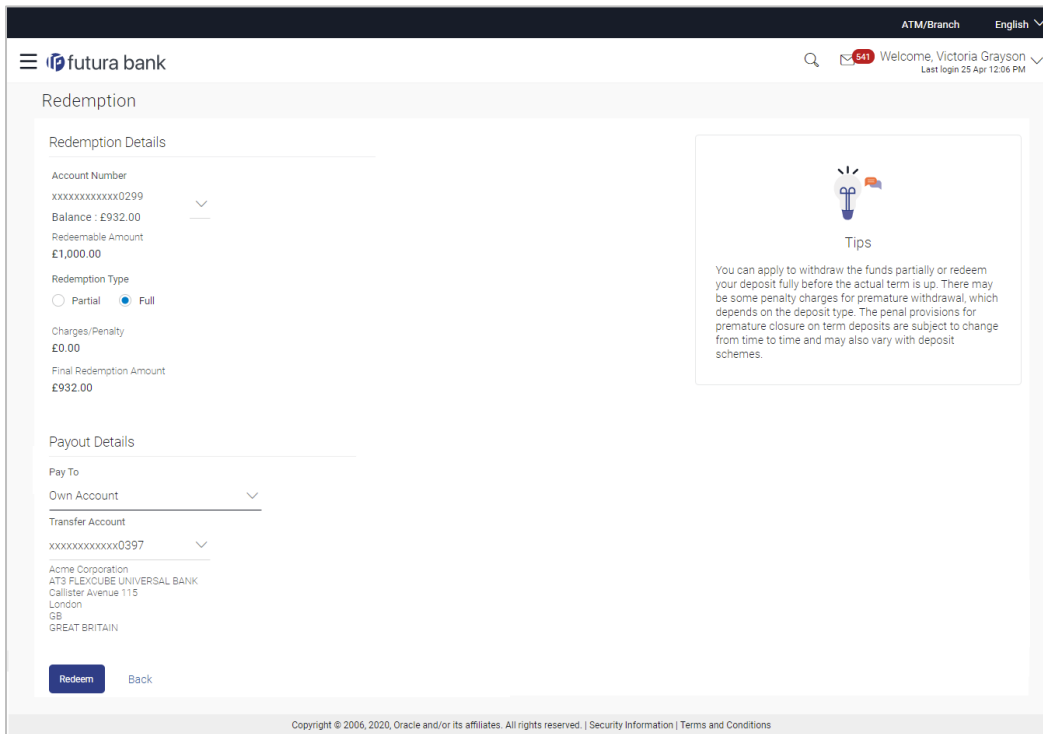 ATM/Branch English
futura bank
541 Welcome, Victoria Grayson
Last login 25 Apr 12:06 PM
Redemption
Redemption Details
Account Number
xxxxxxxxxxxx0299
Balance : £932.00
Redeemable Amount
£1,000.00
Redemption Type
Partial Full
Charges/Penalty
£0.00
Final Redemption Amount
£932.00
Tips
You can apply to withdraw the funds partially or redeem
your deposit fully before the actual term is up. There may
be some penalty charges for premature withdrawal, which
depends on the deposit type. The penal provisions for
premature closure on term deposits are subject to change
from time to time and may also vary with deposit
schemes.
Payout Details
Pay To
Own Account
Transfer Account
xxxxxxxxxxxx0397
Acme Corporation
AT3 FLEXCUBE UNIVERSAL BANK
Callister Avenue 115
London
GB
GREAT BRITAIN
Redeem Back
Copyright © 2006, 2020, Oracle and/or its affiliates. All rights reserved. | Security Information | Terms and Conditions